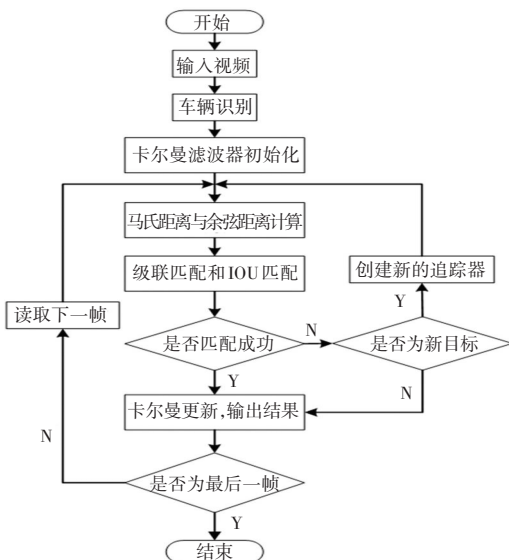 开始
输入视频
车辆识别
卡尔曼滤波器初始化
马氏距离与余弦距离计算
级联匹配和IOU匹配
创建新的追踪器
读取下一帧
Y
N
是否匹配成功
是否为新目标
Y
N
卡尔曼更新,输出结果
N
是否为最后一帧
Y
结束